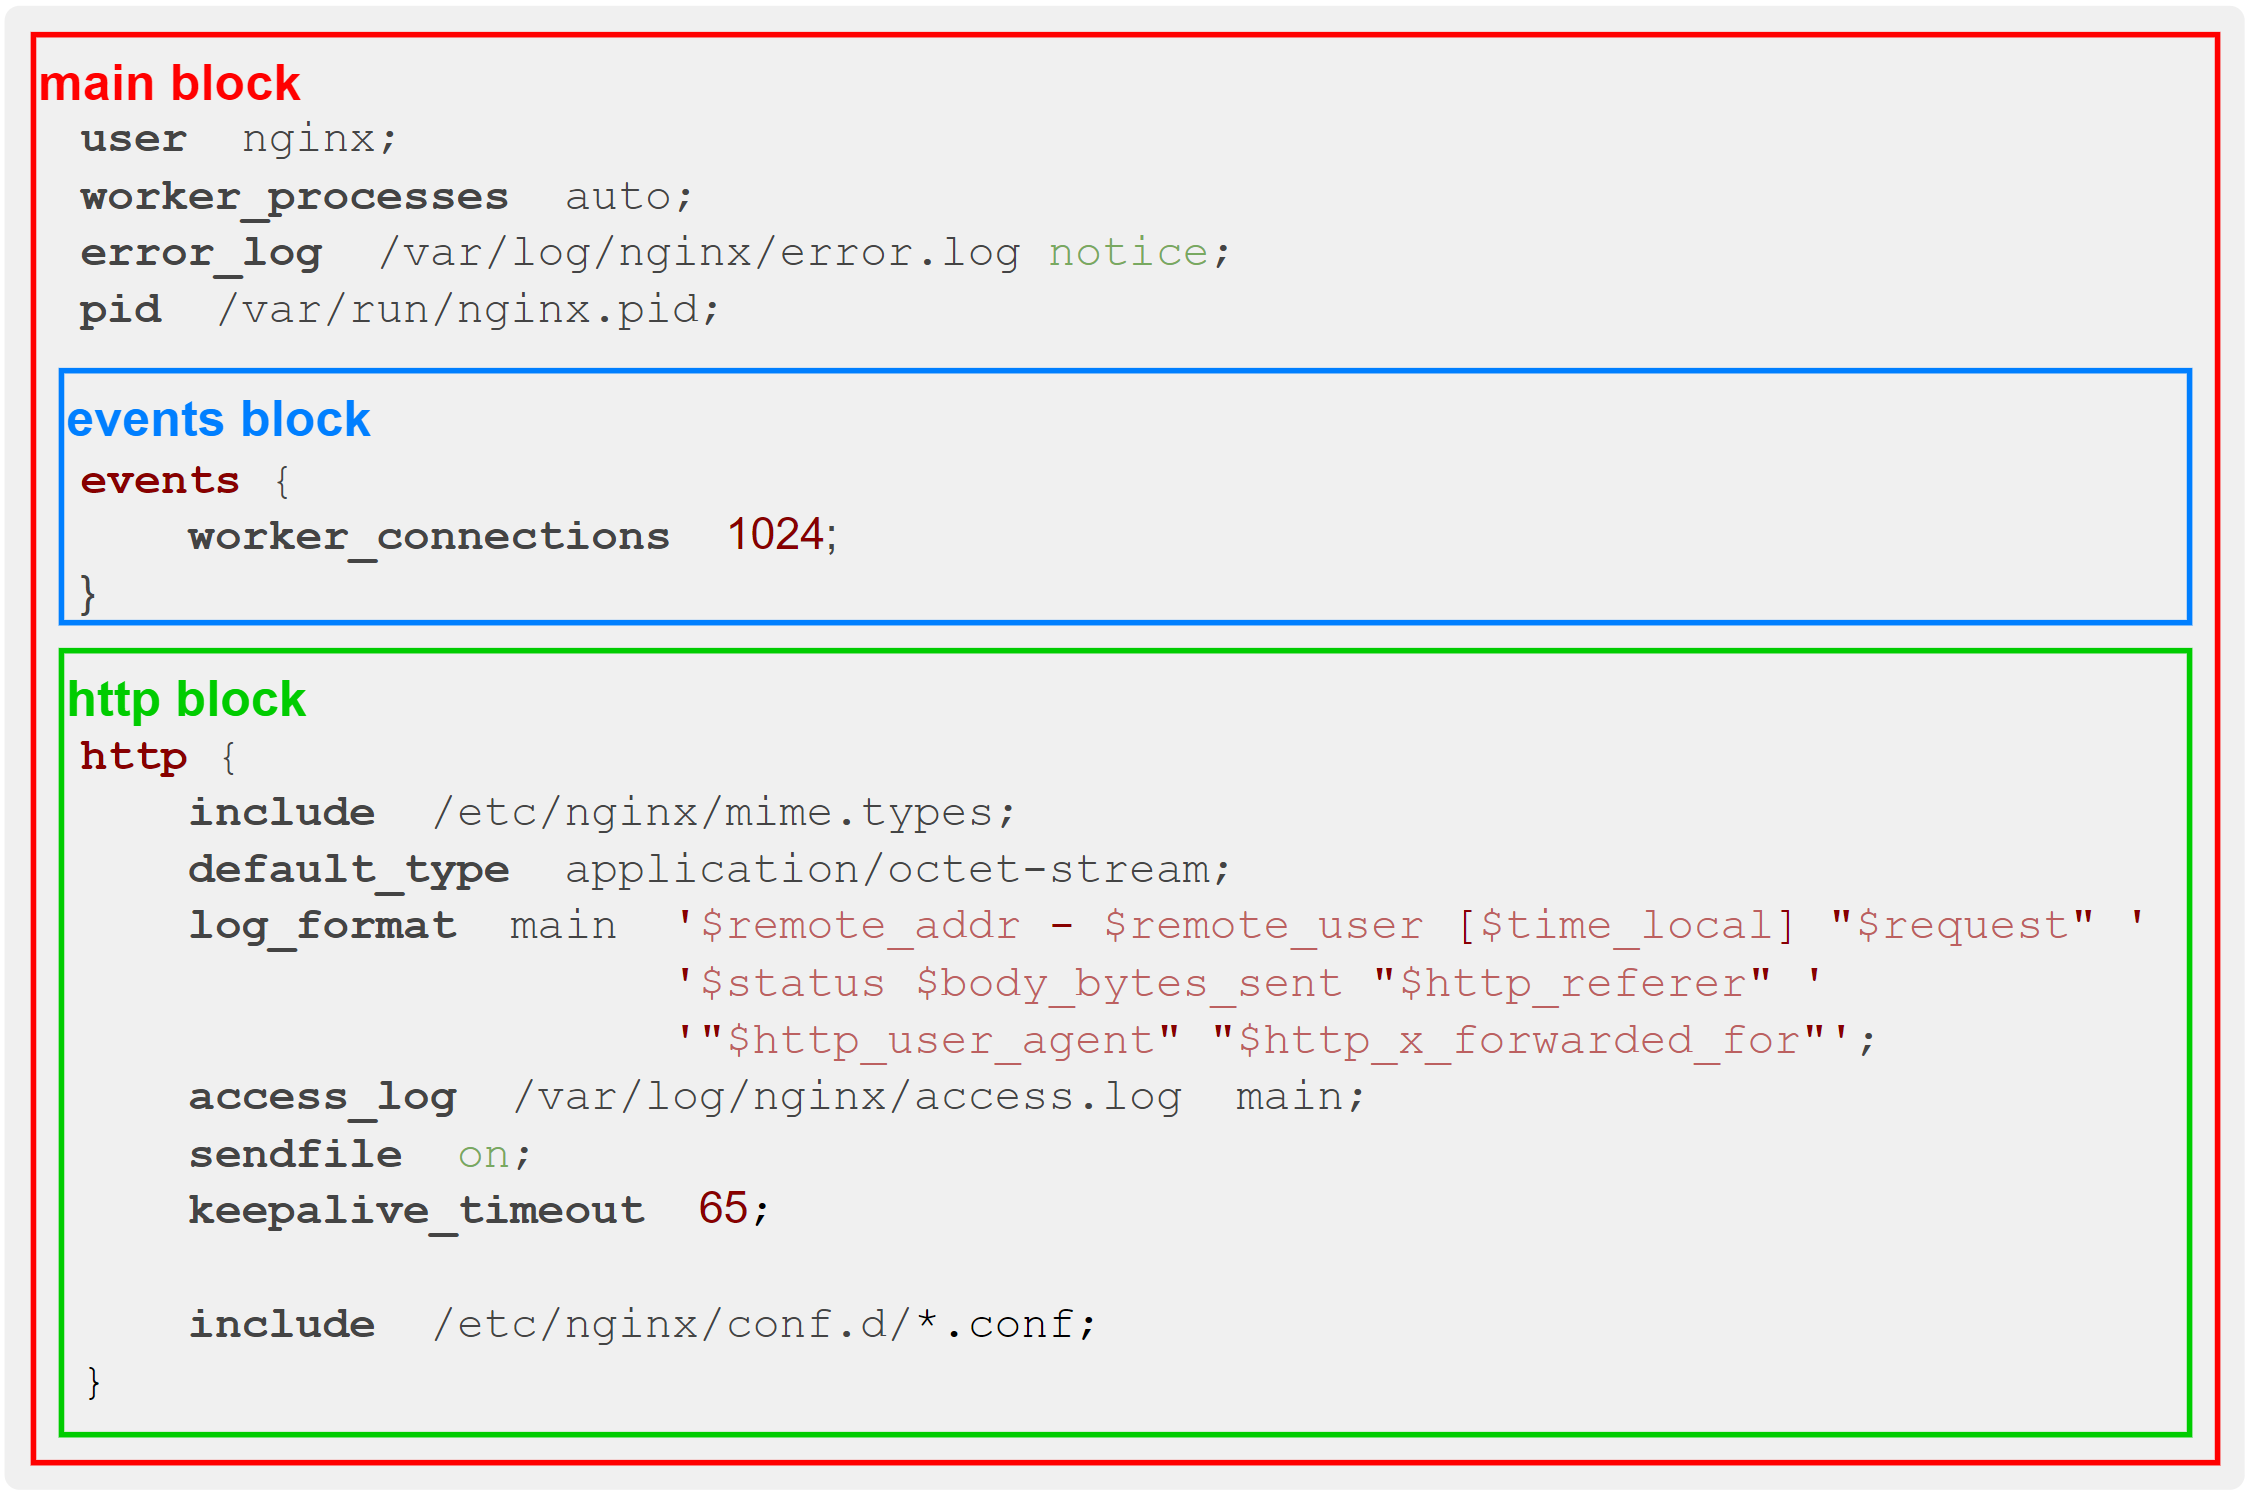 main block
user  nginx;
worker_processes  auto;
error_log  /var/log/nginx/error.log notice;
pid  /var/run/nginx.pid;
events block
events {
    worker_connections  1024;
}
http block
http {
    include  /etc/nginx/mime.types;
    default_type  application/octet-stream;
    log_format  main  '$remote_addr - $remote_user [$time_local] "$request" '
                      '$status $body_bytes_sent "$http_referer" '
                      '"$http_user_agent" "$http_x_forwarded_for"';
    access_log  /var/log/nginx/access.log  main;
    sendfile  on;
    keepalive_timeout  65;
    include  /etc/nginx/conf.d/*.conf;
}